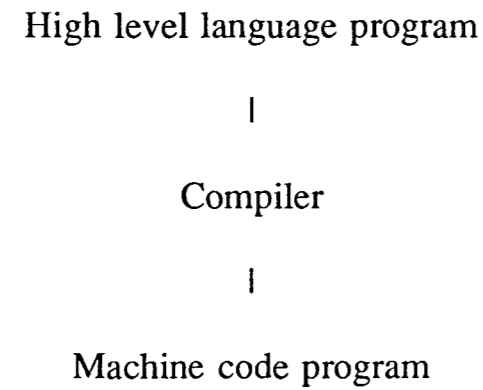 High level language program
|
Compiler
|
Machine code program